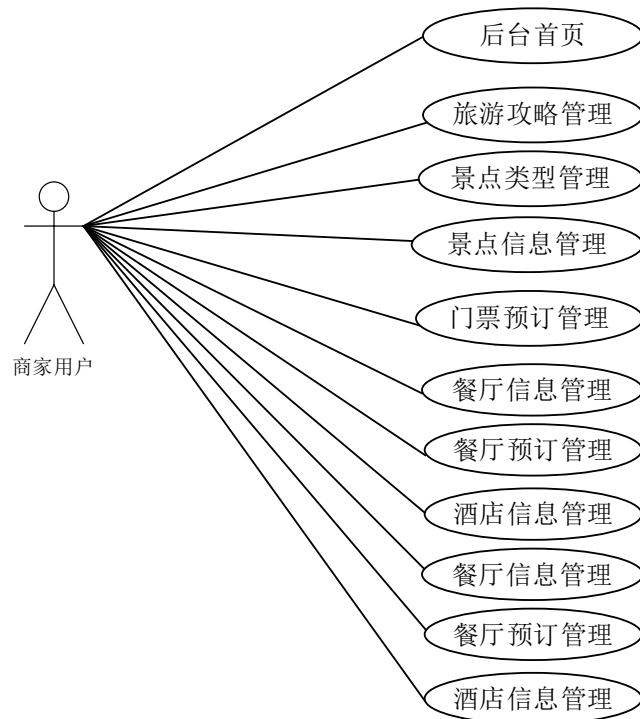 后台首页
旅游攻略管理
景点类型管理
景点信息管理
门票预订管理
商家用户
餐厅信息管理
餐厅预订管理
酒店信息管理
餐厅信息管理
餐厅预订管理
酒店信息管理